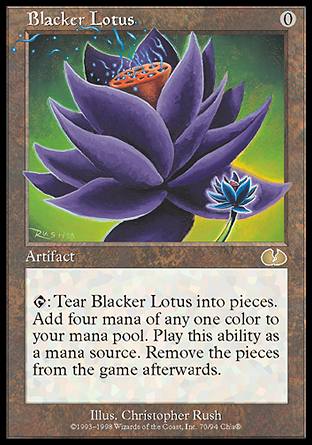 Blacker Lotus 0
RUSH 98
Artifact
: Tear Blacker Lotus into pieces.
Add four mana of any one color to
your mana pool. Play this ability as
a mana source. Remove the pieces
from the game afterwards.
Illus. Christopher Rush
©1993–1998 Wizards of the Coast, Inc. 70/94